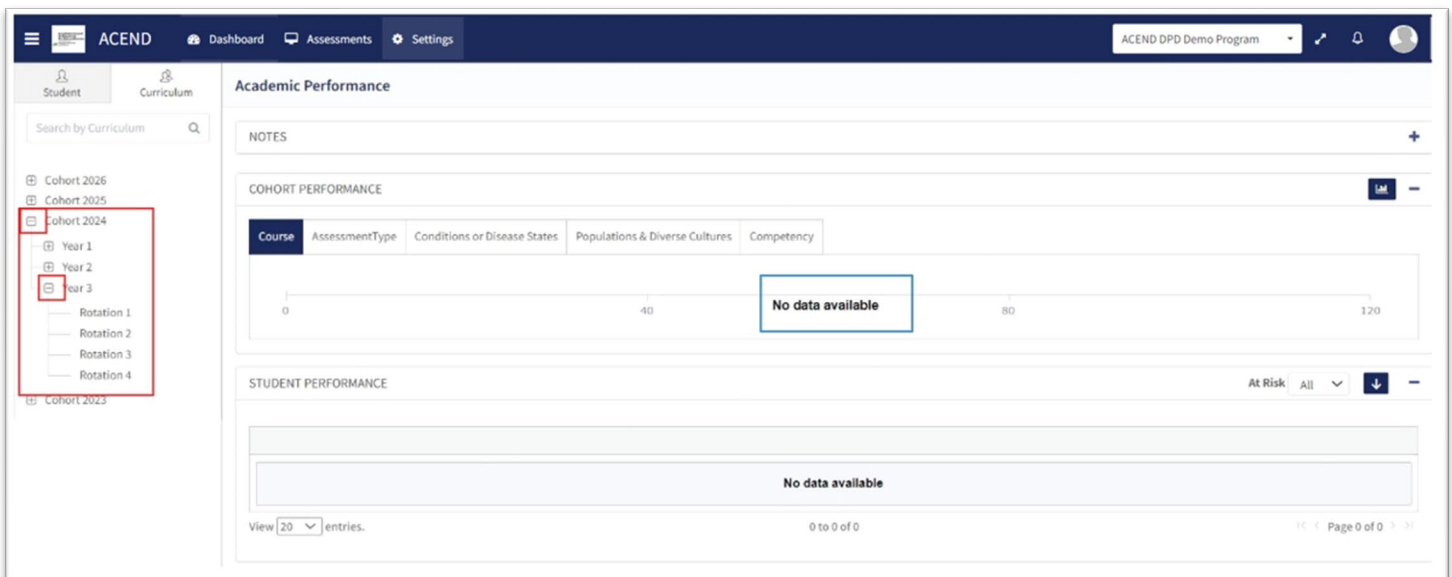 ACEND Dashboard Assessments Settings ACEND DPD Demo Program
Student Curriculum
Search by Curriculum
Cohort 2026
Cohort 2025
Cohort 2024
Year 1
Year 2
Year 3
Rotation 1
Rotation 2
Rotation 3
Rotation 4
Cohort 2023
Academic Performance
NOTES
COHORT PERFORMANCE
Course AssessmentType Conditions or Disease States Populations & Diverse Cultures Competency
No data available
0 40 80 120
STUDENT PERFORMANCE At Risk All
No data available
View 20 entries. 0 to 0 of 0 Page 0 of 0